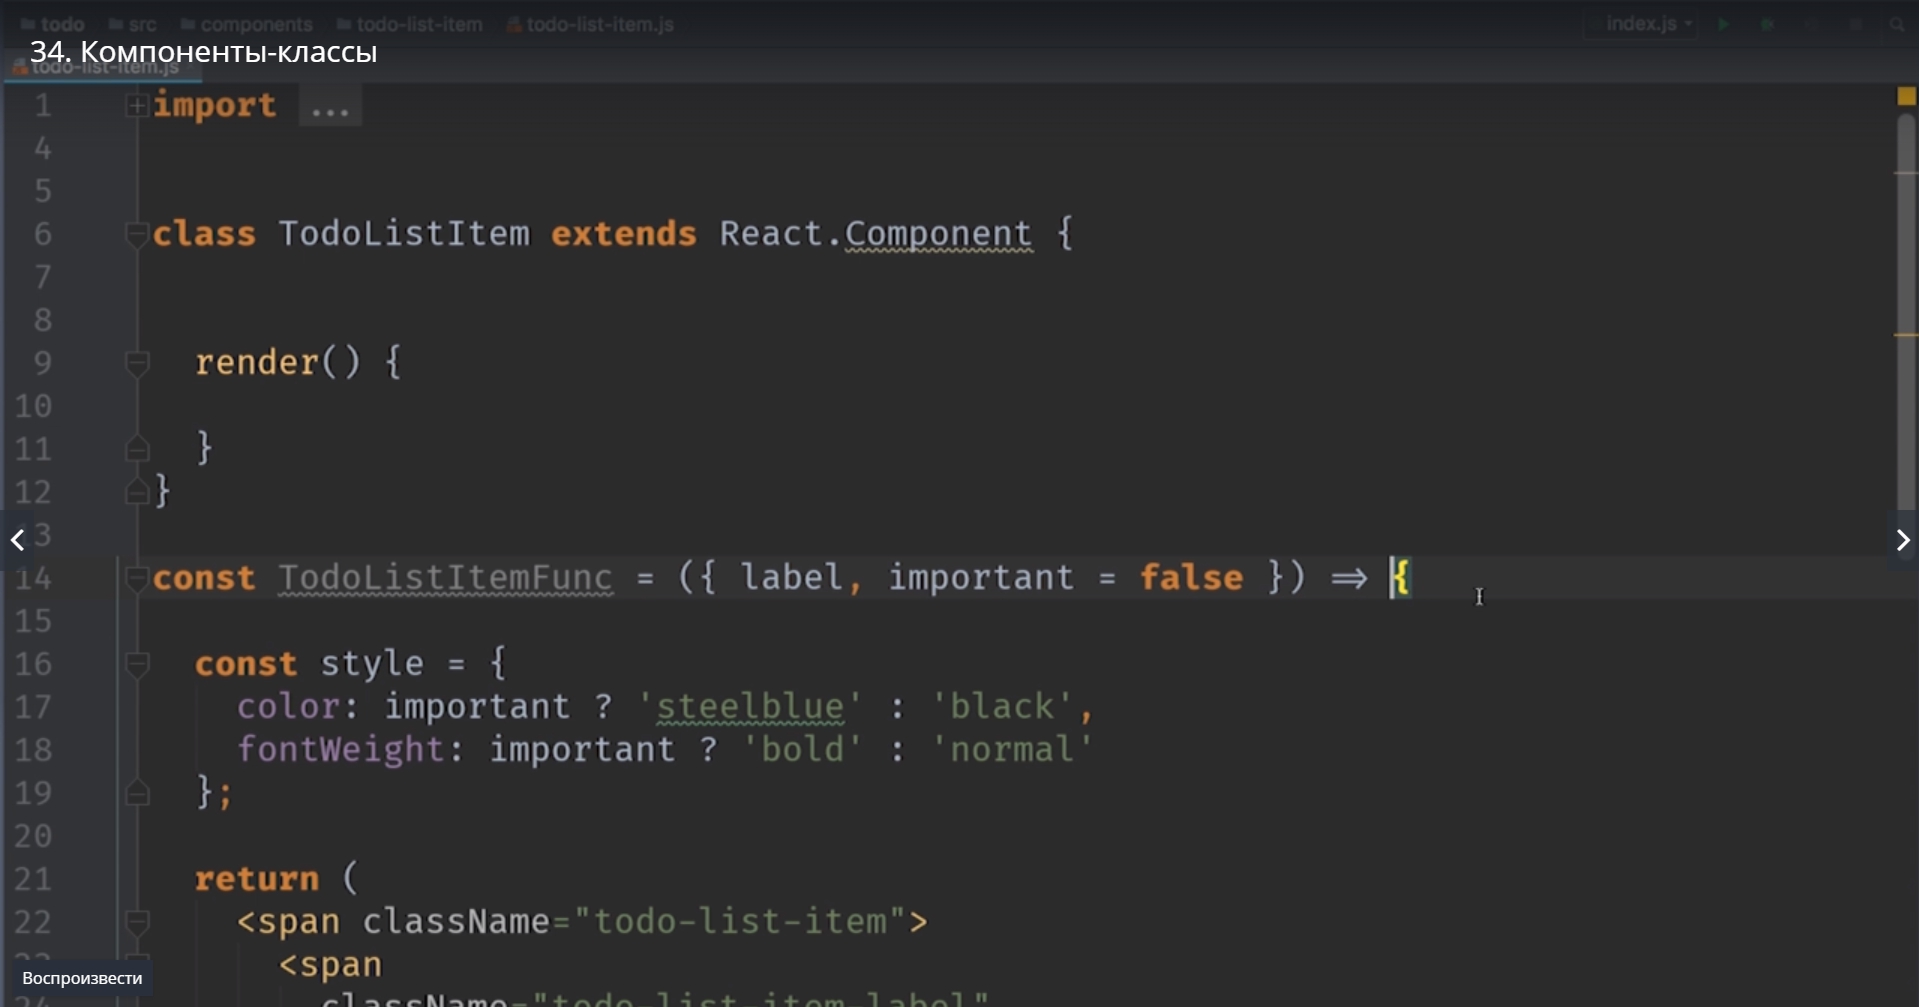 todo src components todo-list-item todo-list-item.js index.js
34. Компоненты-классы
todo-list-item.js
1 import ...
4
5
6 class TodoListItem extends React.Component {
7
8
9 render() {
10
11 }
12 }
13
14 const TodoListItemFunc = ({ label, important = false }) => {
15
16 const style = {
17 color: important ? 'steelblue' : 'black',
18 fontWeight: important ? 'bold' : 'normal'
19 };
20
21 return (
22 <span className="todo-list-item">
23 <span
Воспроизвести
24 className="todo-list-item-label"